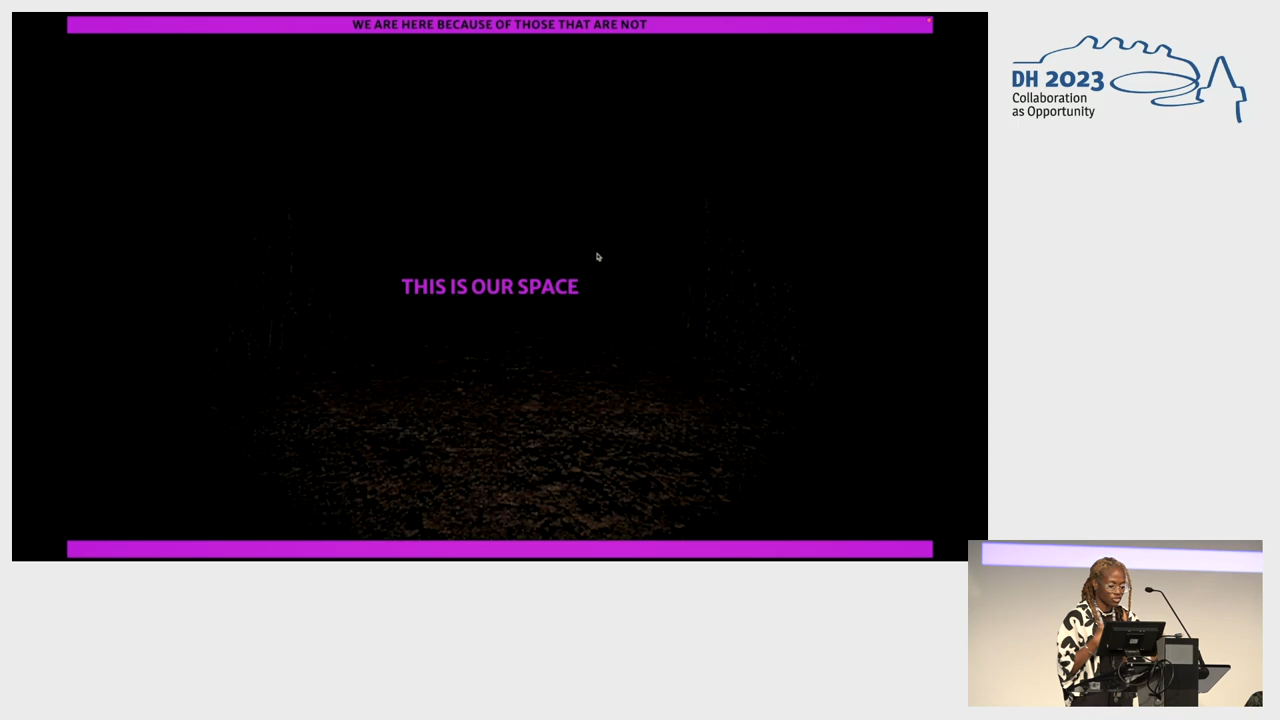 WE ARE HERE BECAUSE OF THOSE THAT ARE NOT
THIS IS OUR SPACE
DH 2023
Collaboration
as Opportunity